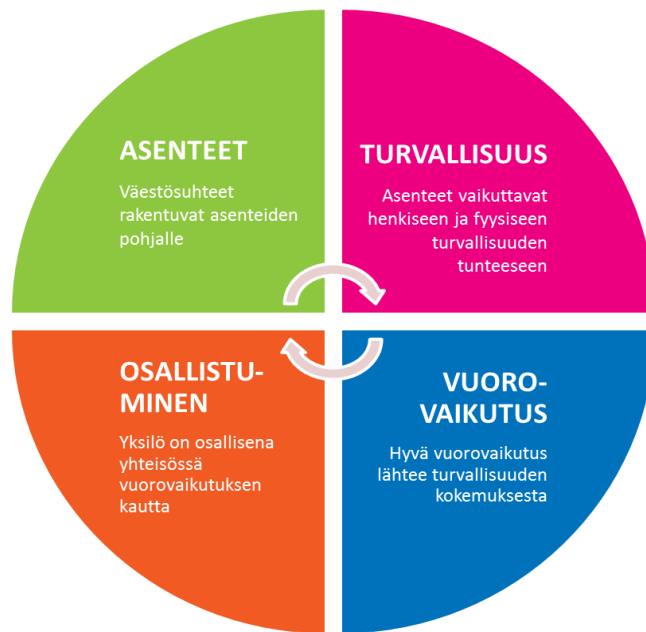 ASENTEET
Väestösuhteet
rakentuvat asenteiden
pohjalle
TURVALLISUUS
Asenteet vaikuttavat
henkiseen ja fyysiseen
turvallisuuden
tunteeseen
OSALLISTU-
MINEN
Yksilö on osallisena
yhteisössä
vuorovaikutuksen
kautta
VUORO-
VAIKUTUS
Hyvä vuorovaikutus
lähtee turvallisuuden
kokemuksesta